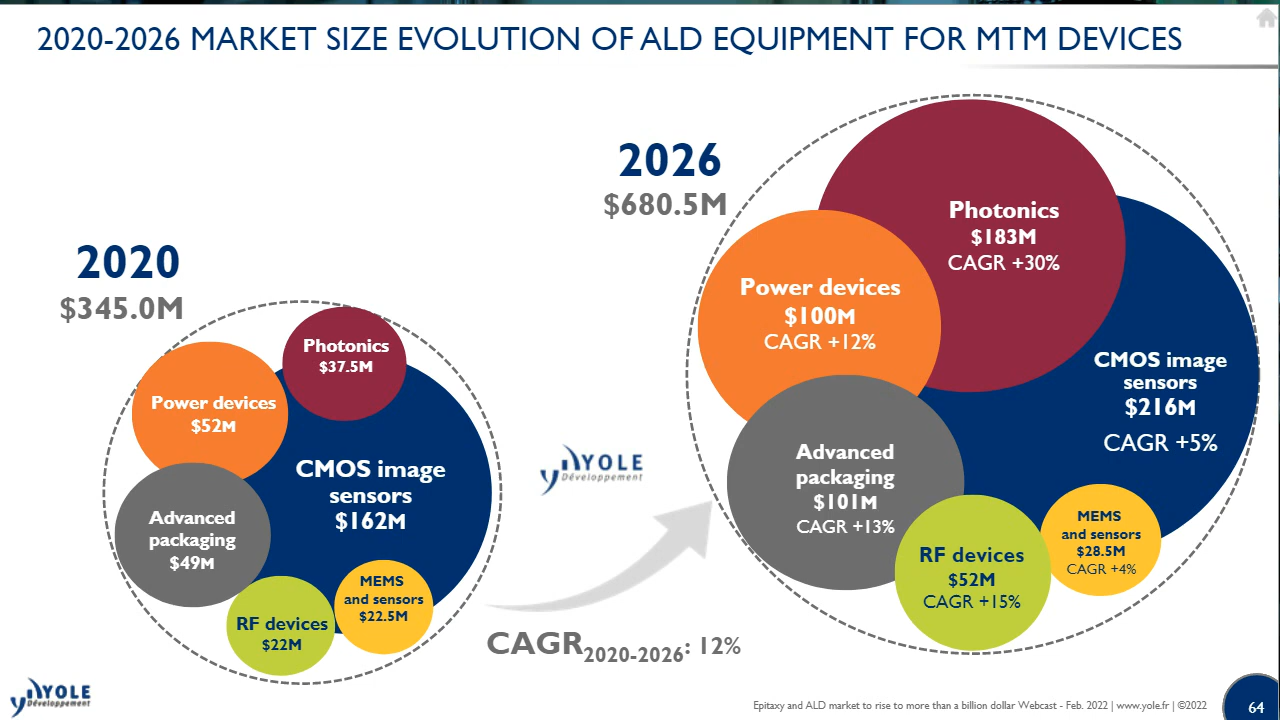 2020-2026 MARKET SIZE EVOLUTION OF ALD EQUIPMENT FOR MTM DEVICES
2020
$345.0M
Photonics
$37.5M
Power devices
$52M
CMOS image
sensors
$162M
Advanced
packaging
$49M
MEMS
and sensors
$22.5M
RF devices
$22M
YOLE
Développement
CAGR2020-2026: 12%
2026
$680.5M
Photonics
$183M
CAGR +30%
Power devices
$100M
CAGR +12%
CMOS image
sensors
$216M
CAGR +5%
Advanced
packaging
$101M
CAGR +13%
MEMS
and sensors
$28.5M
CAGR +4%
RF devices
$52M
CAGR +15%
YOLE
Développement
Epitaxy and ALD market to rise to more than a billion dollar Webcast - Feb. 2022 | www.yole.fr | ©2022
64